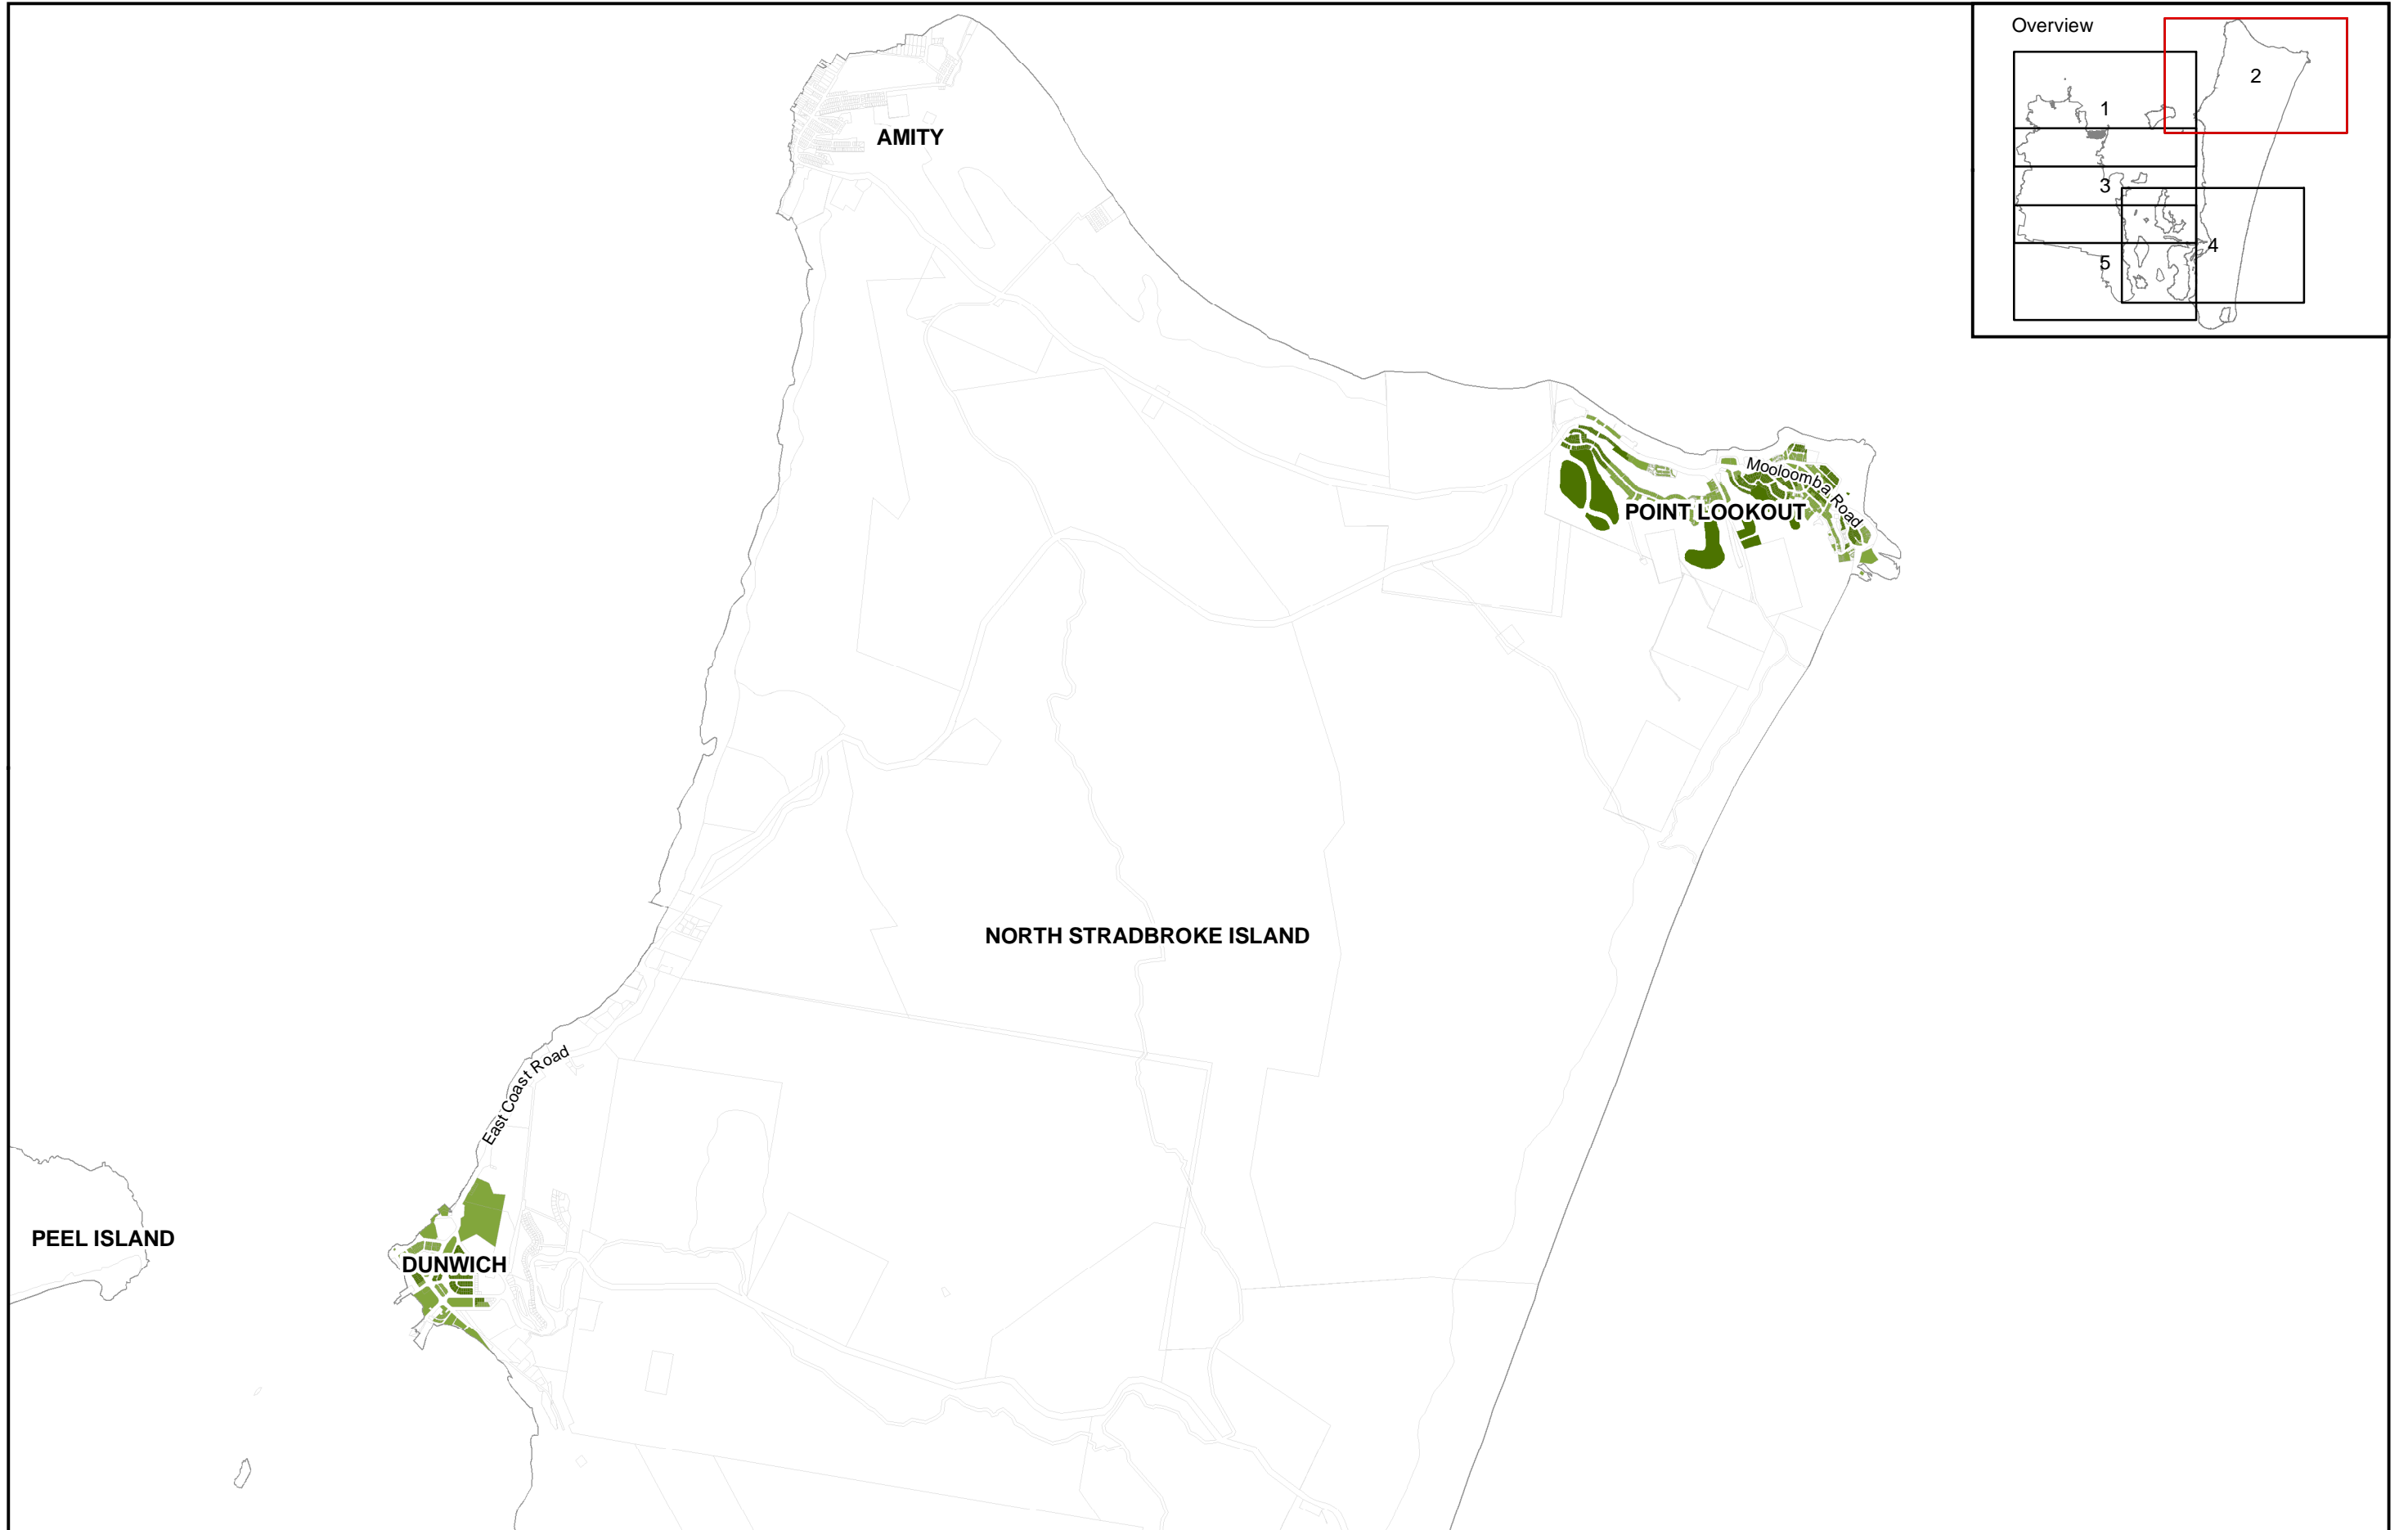 Overview
2
1
3
4
5
AMITY
Mooloomba Road
POINT LOOKOUT
NORTH STRADBROKE ISLAND
East Coast Road
PEEL ISLAND
DUNWICH